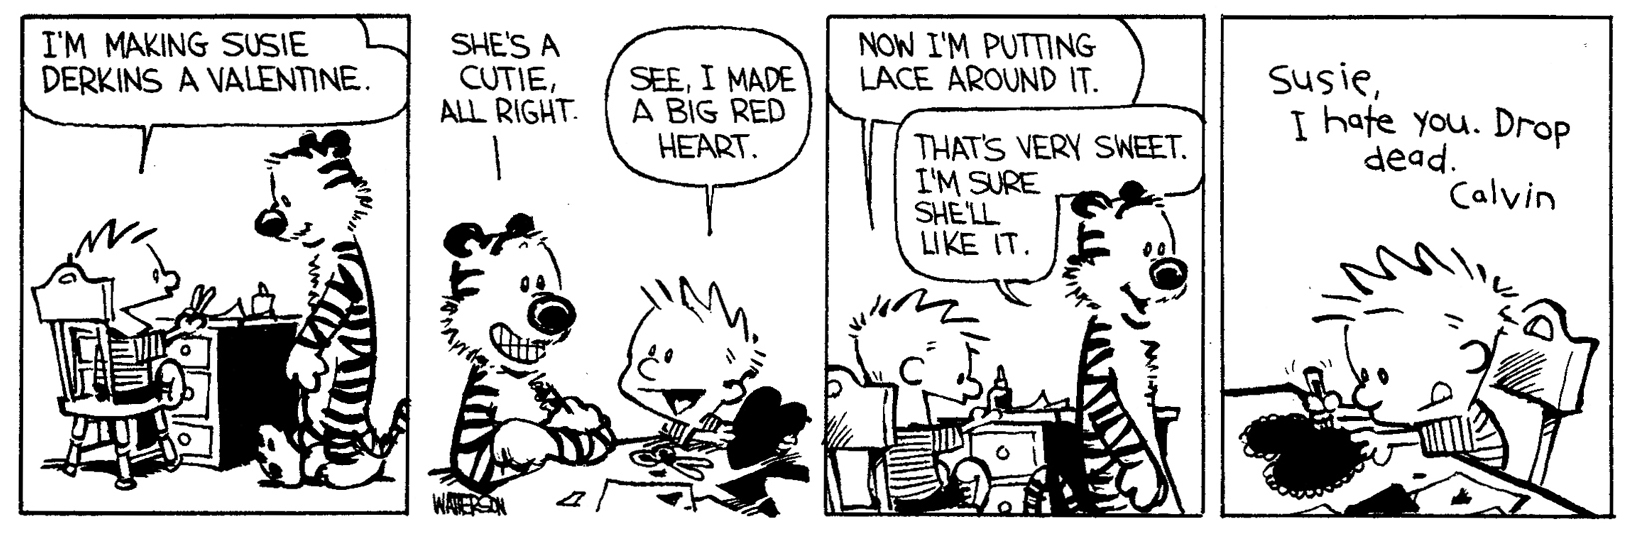 I'M MAKING SUSIE
DERKINS A VALENTINE.
SHE'S A
CUTIE,
ALL RIGHT.
SEE, I MADE
A BIG RED
HEART.
WATTERSON
NOW I'M PUTTING
LACE AROUND IT.
THAT'S VERY SWEET.
I'M SURE
SHE'LL
LIKE IT.
Susie,
I hate you. Drop
dead.
Calvin